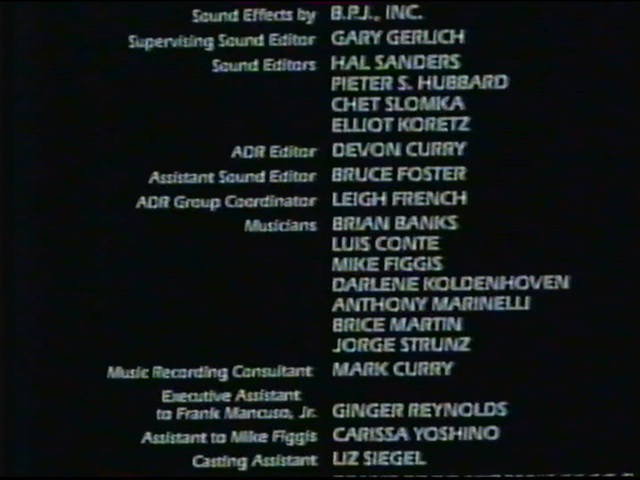 Sound Effects by B.P.J., INC.
Supervising Sound Editor GARY GERLICH
Sound Editors HAL SANDERS
PIETER S. HUBBARD
CHET SLOMKA
ELLIOT KORETZ
ADR Editor DEVON CURRY
Assistant Sound Editor BRUCE FOSTER
ADR Group Coordinator LEIGH FRENCH
Musicians BRIAN BANKS
LUIS CONTE
MIKE FIGGIS
DARLENE KOLDENHOVEN
ANTHONY MARINELLI
BRICE MARTIN
JORGE STRUNZ
Music Recording Consultant MARK CURRY
Executive Assistant
to Frank Mancuso, Jr. GINGER REYNOLDS
Assistant to Mike Figgis CARISSA YOSHINO
Casting Assistant LIZ SIEGEL